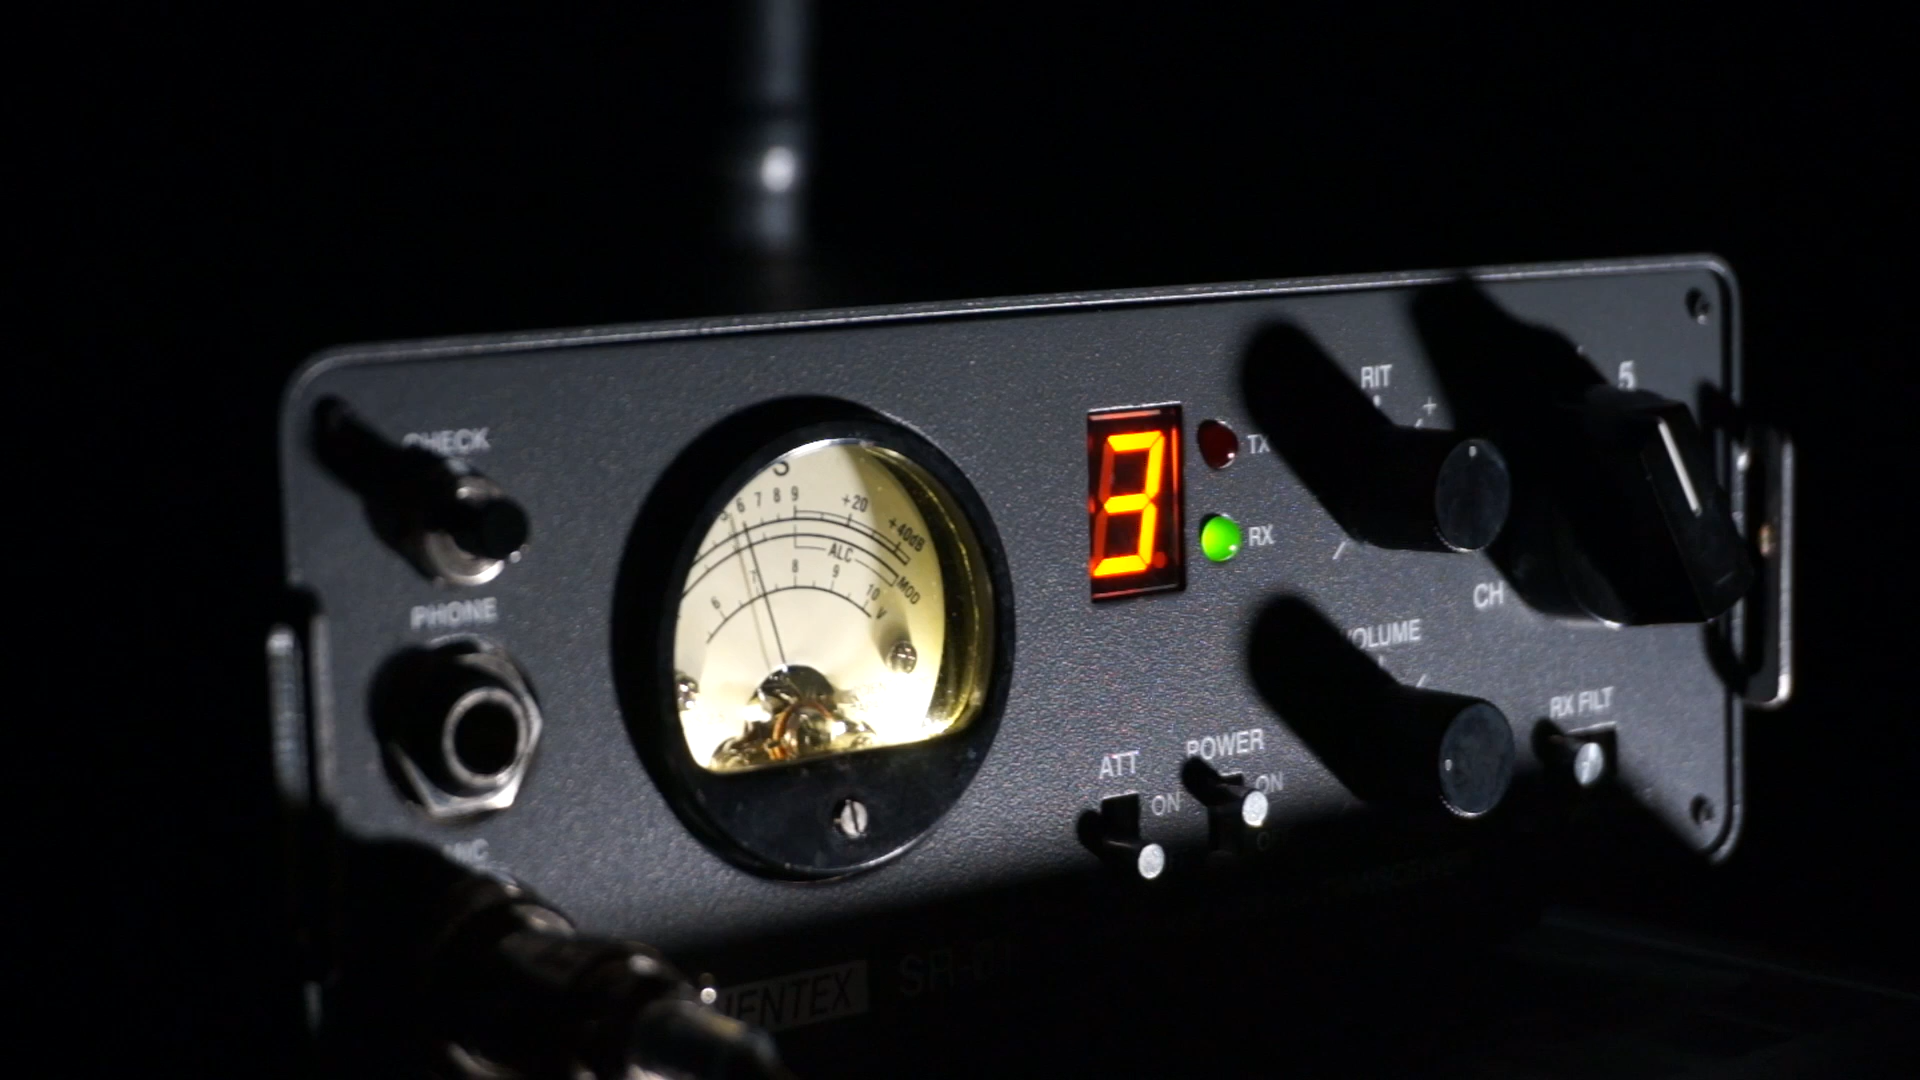 CHECK
PHONE
S
5 6 7 8 9 +20 +40dB
ALC
MOD
6 7 8 9 10 V
3
TX
RX
RIT
+
5
CH
VOLUME
RX FILT
ATT
ON
POWER
ON